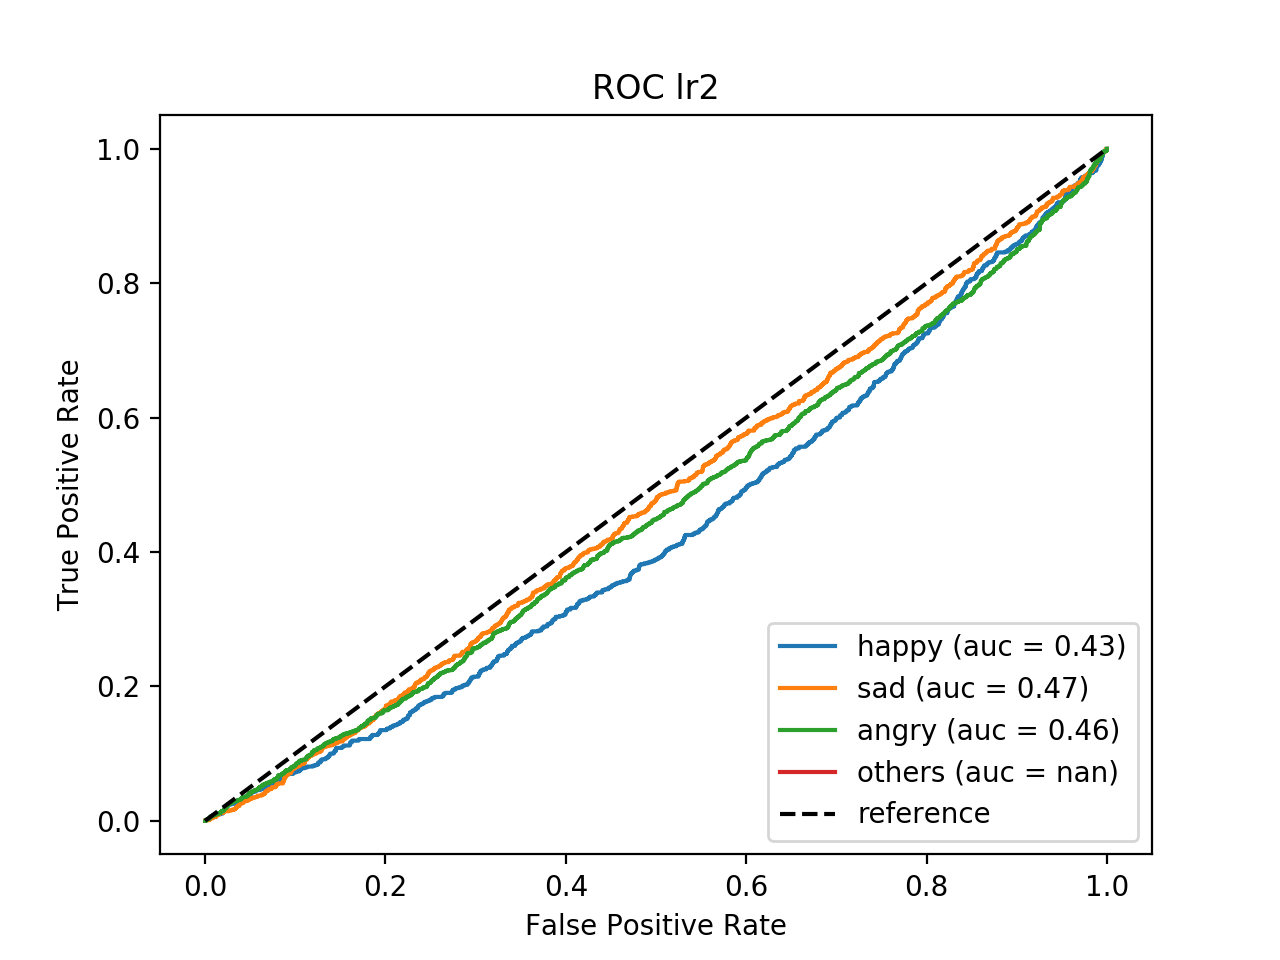 ROC lr2
True Positive Rate
1.0
0.8
0.6
0.4
0.2
0.0
happy (auc = 0.43)
sad (auc = 0.47)
angry (auc = 0.46)
others (auc = nan)
reference
0.0 0.2 0.4 0.6 0.8 1.0
False Positive Rate